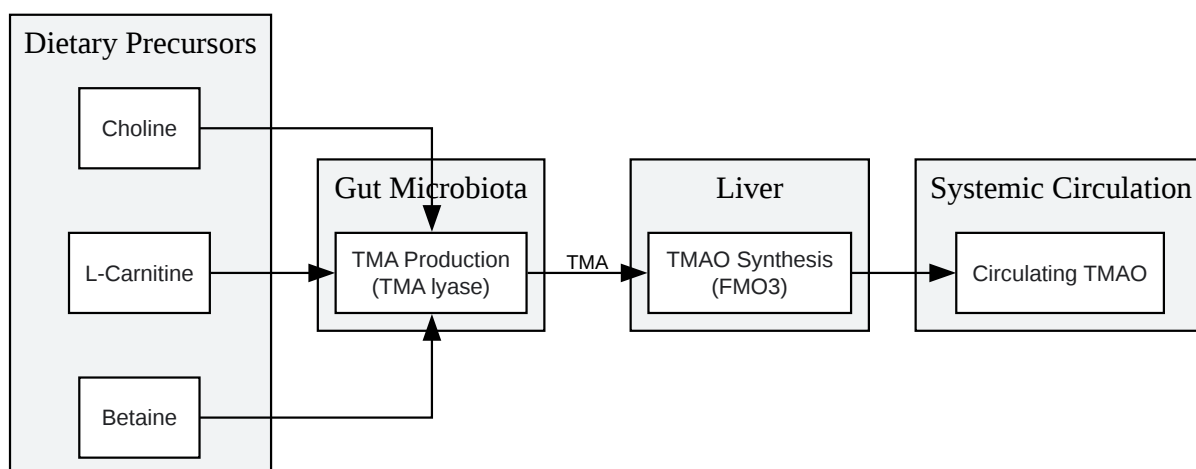 Dietary Precursors
Choline
L-Carnitine
Betaine
Gut Microbiota
TMA Production
(TMA lyase)
TMA
Liver
TMAO Synthesis
(FMO3)
Systemic Circulation
Circulating TMAO